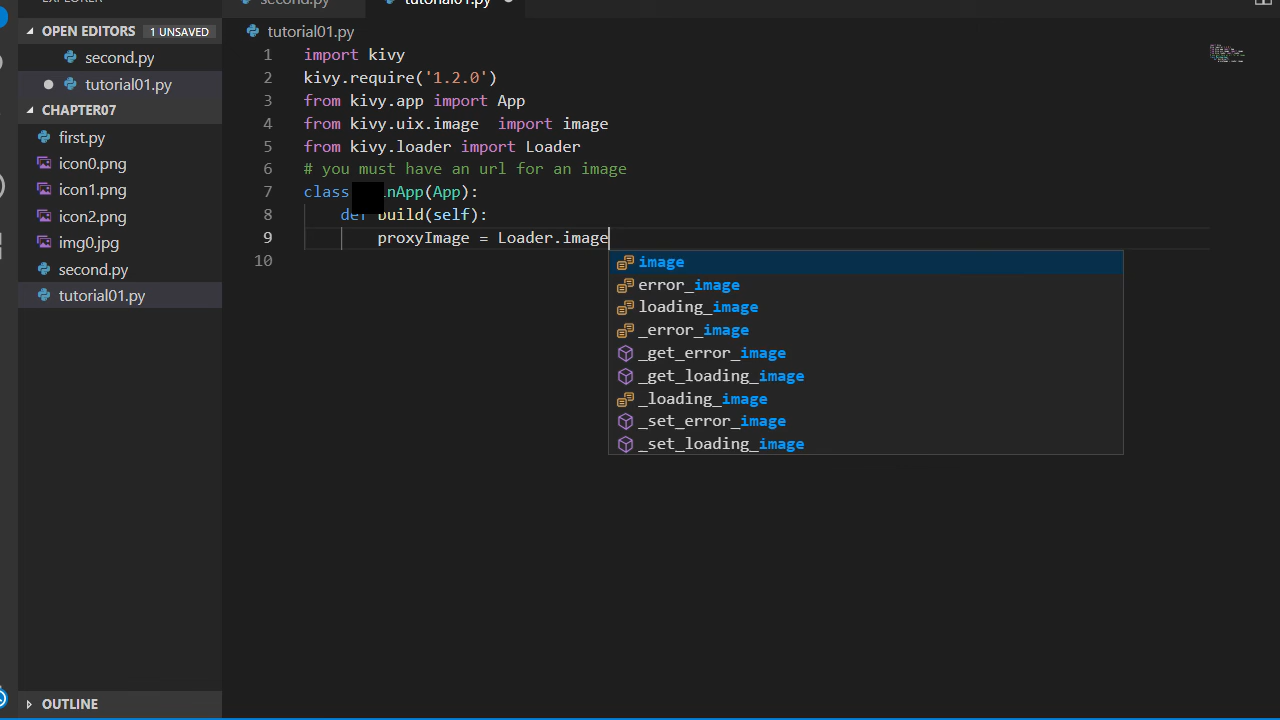 second.py
tutorial01.py
OPEN EDITORS 1 UNSAVED
second.py
tutorial01.py
CHAPTER07
first.py
icon0.png
icon1.png
icon2.png
img0.jpg
second.py
tutorial01.py
OUTLINE
tutorial01.py
1 import kivy
2 kivy.require('1.2.0')
3 from kivy.app import App
4 from kivy.uix.image  import image
5 from kivy.loader import Loader
6 # you must have an url for an image
7 class nApp(App):
8 def build(self):
9 proxyImage = Loader.image
10
image
error_image
loading_image
_error_image
_get_error_image
_get_loading_image
_loading_image
_set_error_image
_set_loading_image